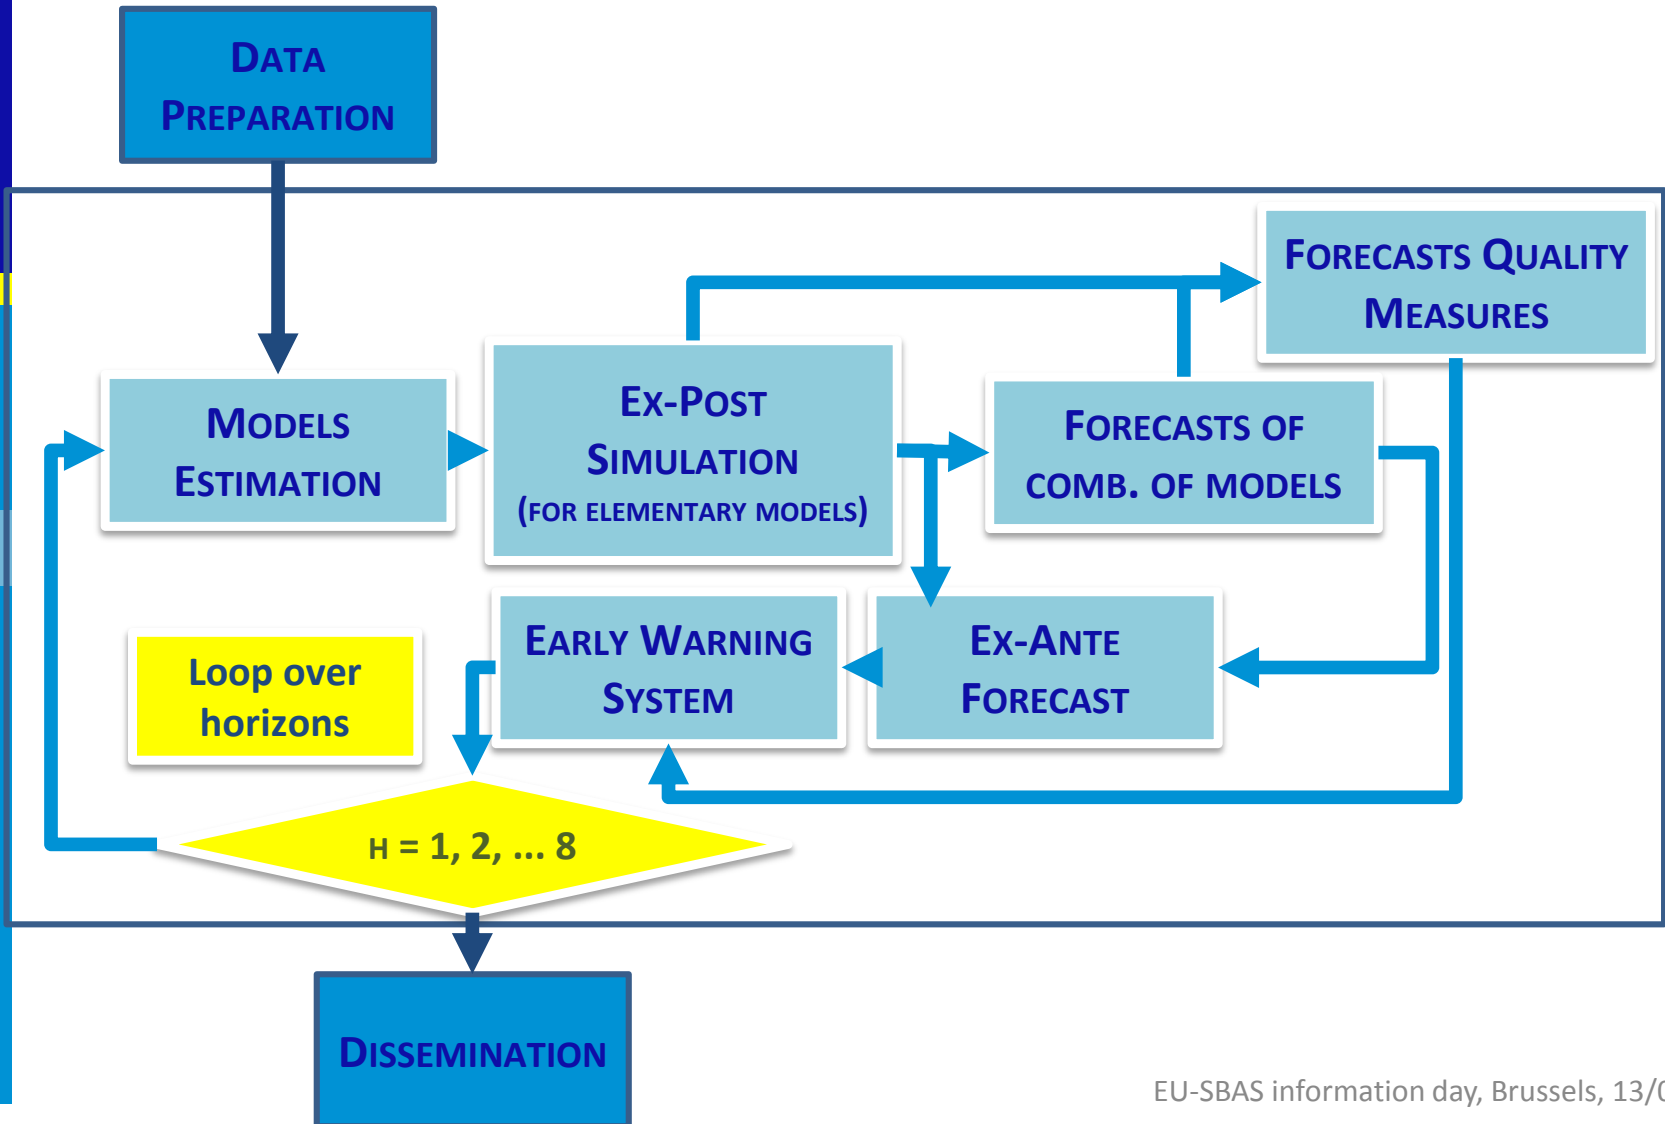 DATA
PREPARATION
FORECASTS QUALITY
MEASURES
MODELS
ESTIMATION
EX-POST
SIMULATION
(FOR ELEMENTARY MODELS)
FORECASTS OF
COMB. OF MODELS
EARLY WARNING
SYSTEM
EX-ANTE
FORECAST
Loop over
horizons
H = 1, 2, ... 8
DISSEMINATION
EU-SBAS information day, Brussels, 13/0